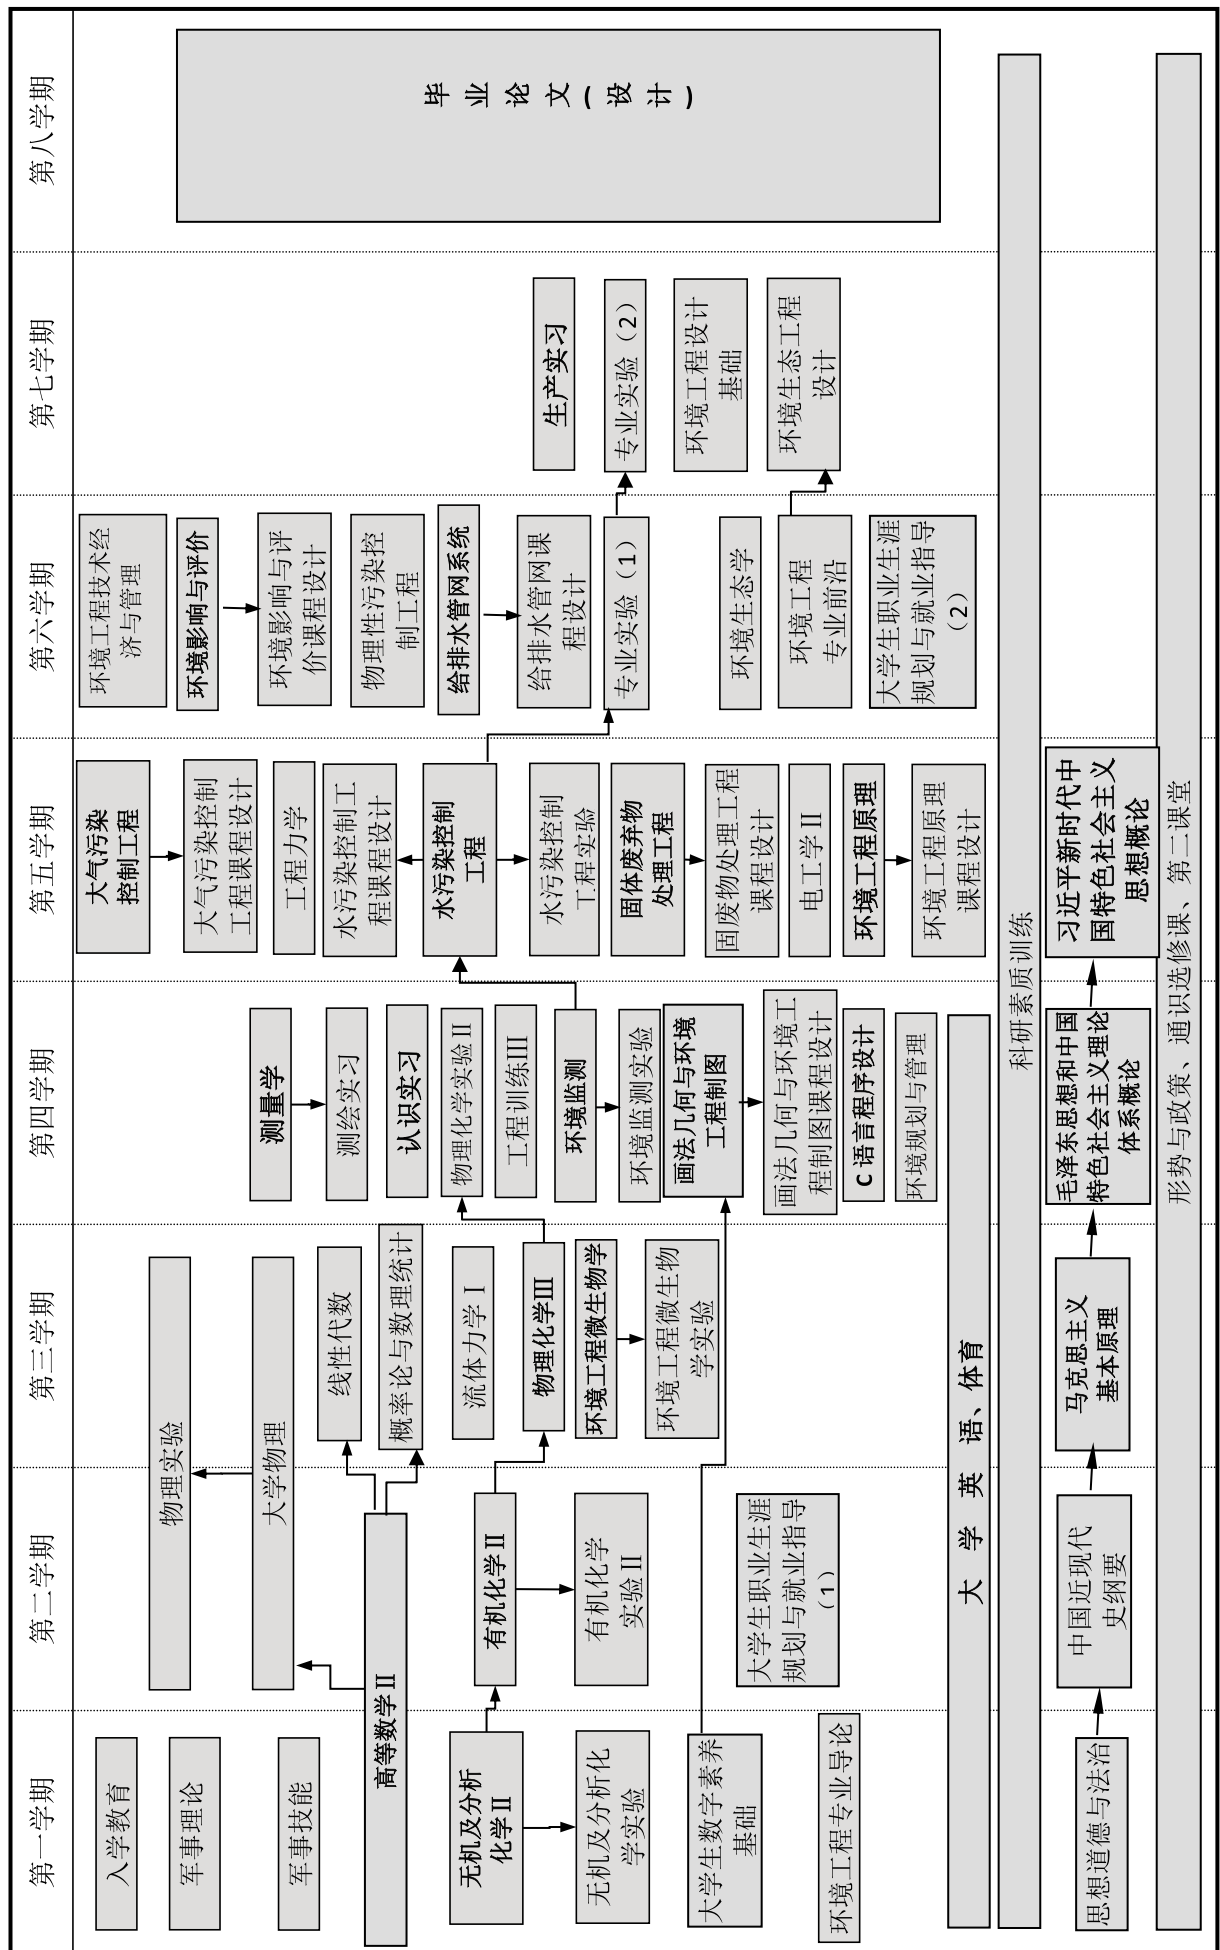 第一学期
第二学期
第三学期
第四学期
第五学期
第六学期
第七学期
第八学期
入学教育
军事理论
军事技能
高等数学Ⅱ
无机及分析
化学Ⅱ
无机及分析化
学实验
大学生数字素养
基础
环境工程专业导论
思想道德与法治
物理实验
大学物理
有机化学Ⅱ
有机化学
实验Ⅱ
大学生职业生涯
规划与就业指导
（1）
中国近现代
史纲要
线性代数
概率论与数理统计
流体力学Ⅰ
物理化学Ⅲ
环境工程微生物学
环境工程微生物
学实验
马克思主义
基本原理
测量学
测绘实习
认识实习
物理化学实验Ⅱ
工程训练Ⅲ
环境监测
环境监测实验
画法几何与环境
工程制图
画法几何与环境工
程制图课程设计
C 语言程序设计
环境规划与管理
毛泽东思想和中国
特色社会主义理论
体系概论
大气污染
控制工程
大气污染控制
工程课程设计
工程力学
水污染控制工
程课程设计
水污染控制
工程
水污染控制
工程实验
固体废弃物
处理工程
固废物处理工程
课程设计
电工学Ⅱ
环境工程原理
环境工程原理
课程设计
习近平新时代中
国特色社会主义
思想概论
环境工程技术经
济与管理
环境影响与评价
环境影响与评
价课程设计
物理性污染控
制工程
给排水管网系统
给排水管网课
程设计
专业实验（1）
环境生态学
环境工程
专业前沿
大学生职业生涯
规划与就业指导
（2）
生产实习
专业实验（2）
环境工程设计
基础
环境生态工程
设计
毕 业 论 文 ( 设 计 )
大 学 英 语、体育
科研素质训练
形势与政策、通识选修课、第二课堂